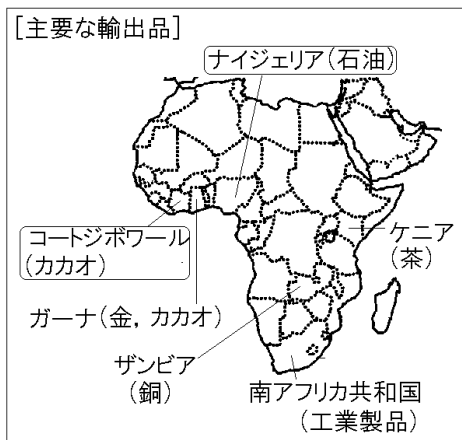 [主要な輸出品]
ナイジェリア(石油)
コートジボワール
(カカオ)
ガーナ(金, カカオ)
ザンビア
(銅)
南アフリカ共和国
(工業製品)
ケニア
(茶)